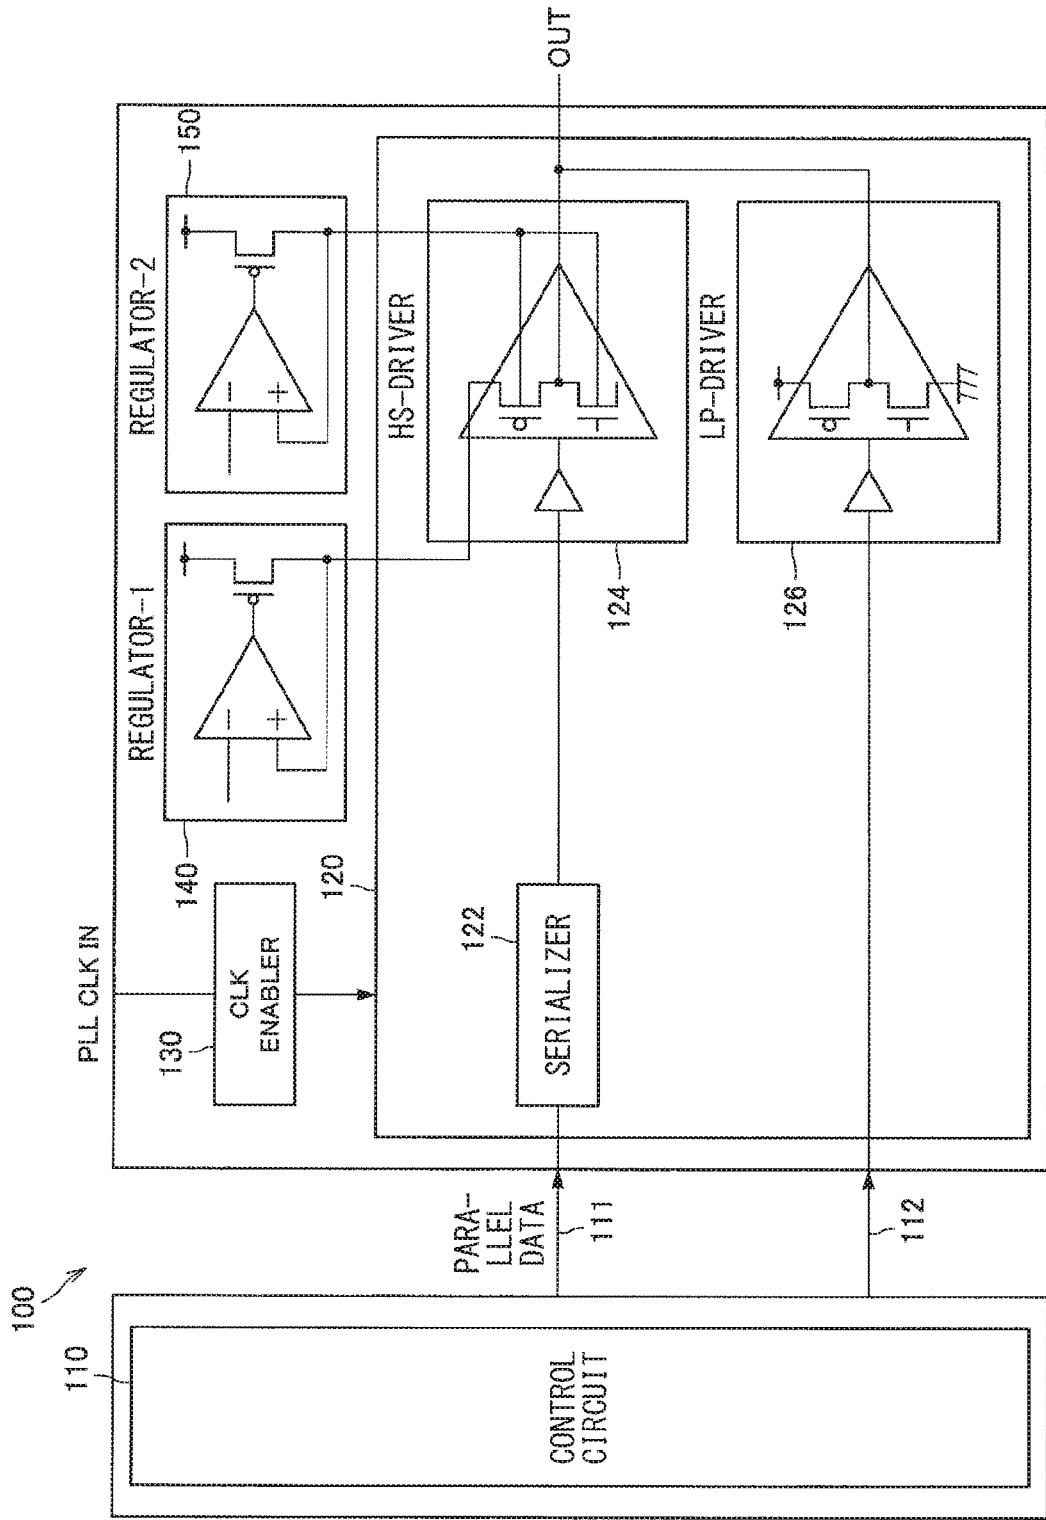 100
110
CONTROL
CIRCUIT
PARA-
LLEL
DATA
111
112
PLL CLK IN
130
CLK
ENABLER
140
REGULATOR-1
−
+
150
REGULATOR-2
−
+
120
122
SERIALIZER
HS-DRIVER
124
LP-DRIVER
126
OUT